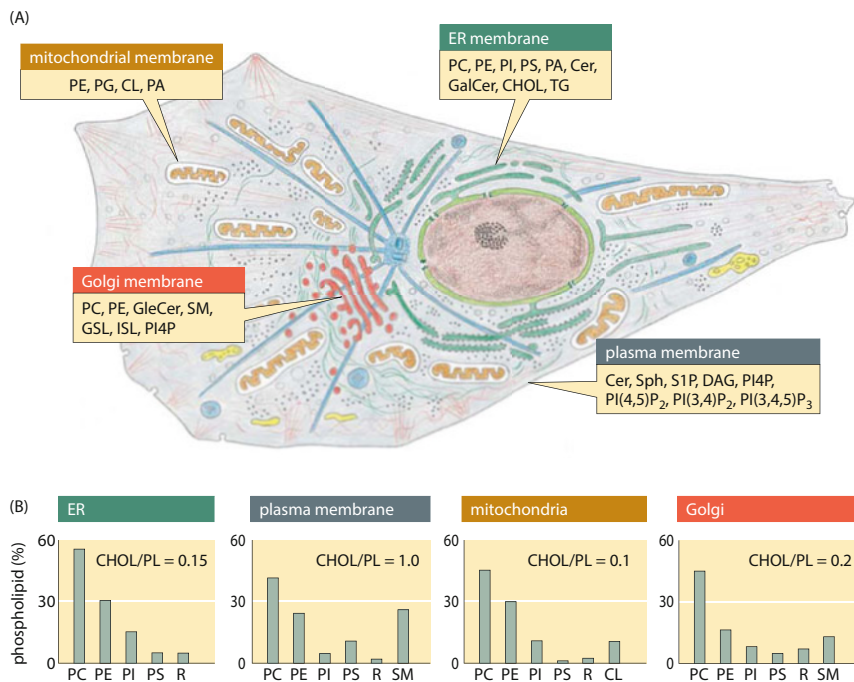 (A)
mitochondrial membrane
PE, PG, CL, PA
ER membrane
PC, PE, PI, PS, PA, Cer,
GalCer, CHOL, TG
Golgi membrane
PC, PE, GleCer, SM,
GSL, ISL, PI4P
plasma membrane
Cer, Sph, S1P, DAG, PI4P,
PI(4,5)P₂, PI(3,4)P₂, PI(3,4,5)P₃
(B)
ER
plasma membrane
mitochondria
Golgi
phospholipid (%)
60
30
0
CHOL/PL = 0.15
PC PE PI PS R
60
30
0
CHOL/PL = 1.0
PC PE PI PS R SM
60
30
0
CHOL/PL = 0.1
PC PE PI PS R CL
60
30
0
CHOL/PL = 0.2
PC PE PI PS R SM